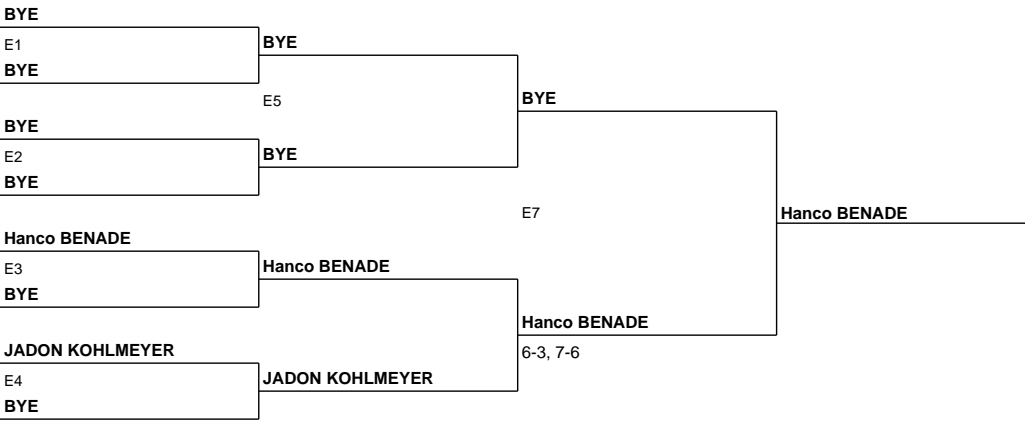 BYE
E1
BYE
BYE
E5
BYE
BYE
E2
BYE
BYE
E7
Hanco BENADE
Hanco BENADE
E3
Hanco BENADE
BYE
Hanco BENADE
6-3, 7-6
JADON KOHLMEYER
E4
JADON KOHLMEYER
BYE